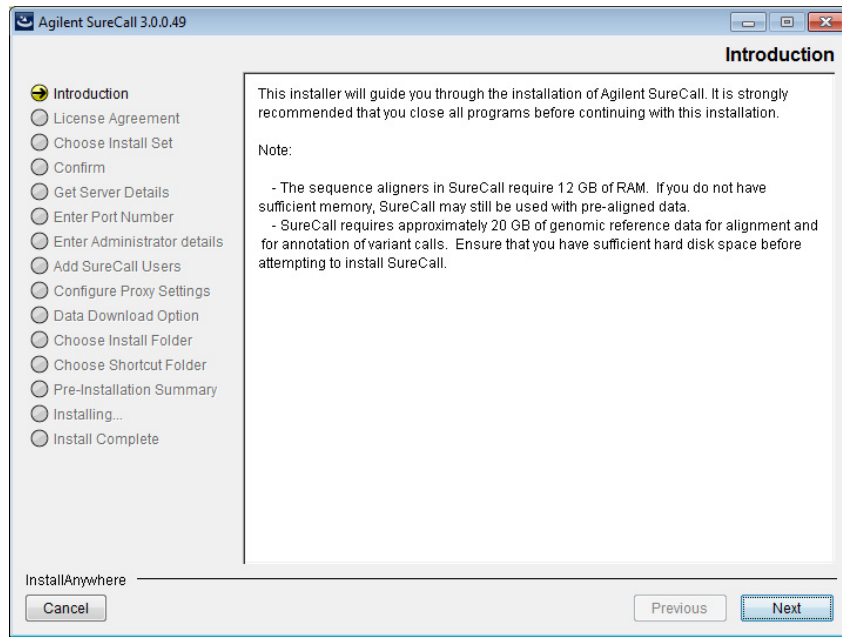 Agilent SureCall 3.0.0.49
Introduction
Introduction
License Agreement
Choose Install Set
Confirm
Get Server Details
Enter Port Number
Enter Administrator details
Add SureCall Users
Configure Proxy Settings
Data Download Option
Choose Install Folder
Choose Shortcut Folder
Pre-Installation Summary
Installing...
Install Complete
This installer will guide you through the installation of Agilent SureCall. It is strongly
recommended that you close all programs before continuing with this installation.
Note:
- The sequence aligners in SureCall require 12 GB of RAM. If you do not have
sufficient memory, SureCall may still be used with pre-aligned data.
- SureCall requires approximately 20 GB of genomic reference data for alignment and
for annotation of variant calls. Ensure that you have sufficient hard disk space before
attempting to install SureCall.
InstallAnywhere
Cancel
Previous
Next